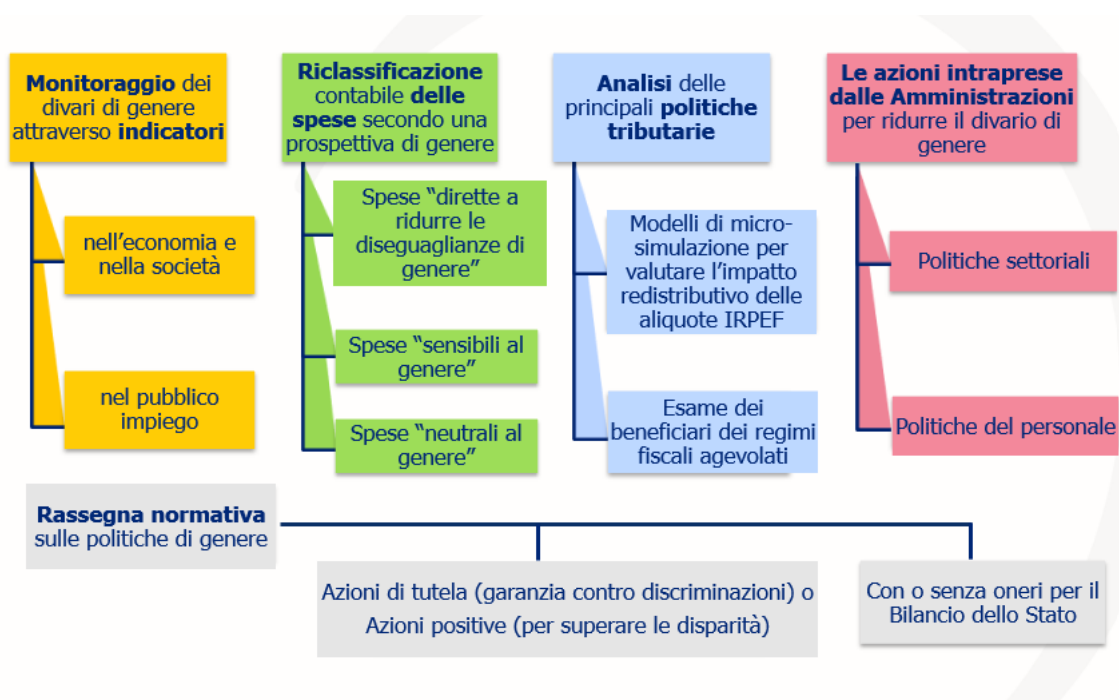 Monitoraggio dei
divari di genere
attraverso indicatori
nell’economia e
nella società
nel pubblico
impiego
Riclassificazione
contabile delle
spese secondo una
prospettiva di genere
Spese “dirette a
ridurre le
diseguaglianze di
genere”
Spese “sensibili al
genere”
Spese “neutrali al
genere”
Analisi delle
principali politiche
tributarie
Modelli di micro-
simulazione per
valutare l’impatto
redistributivo delle
aliquote IRPEF
Esame dei
beneficiari dei regimi
fiscali agevolati
Le azioni intraprese
dalle Amministrazioni
per ridurre il divario di
genere
Politiche settoriali
Politiche del personale
Rassegna normativa
sulle politiche di genere
Azioni di tutela (garanzia contro discriminazioni) o
Azioni positive (per superare le disparità)
Con o senza oneri per il
Bilancio dello Stato